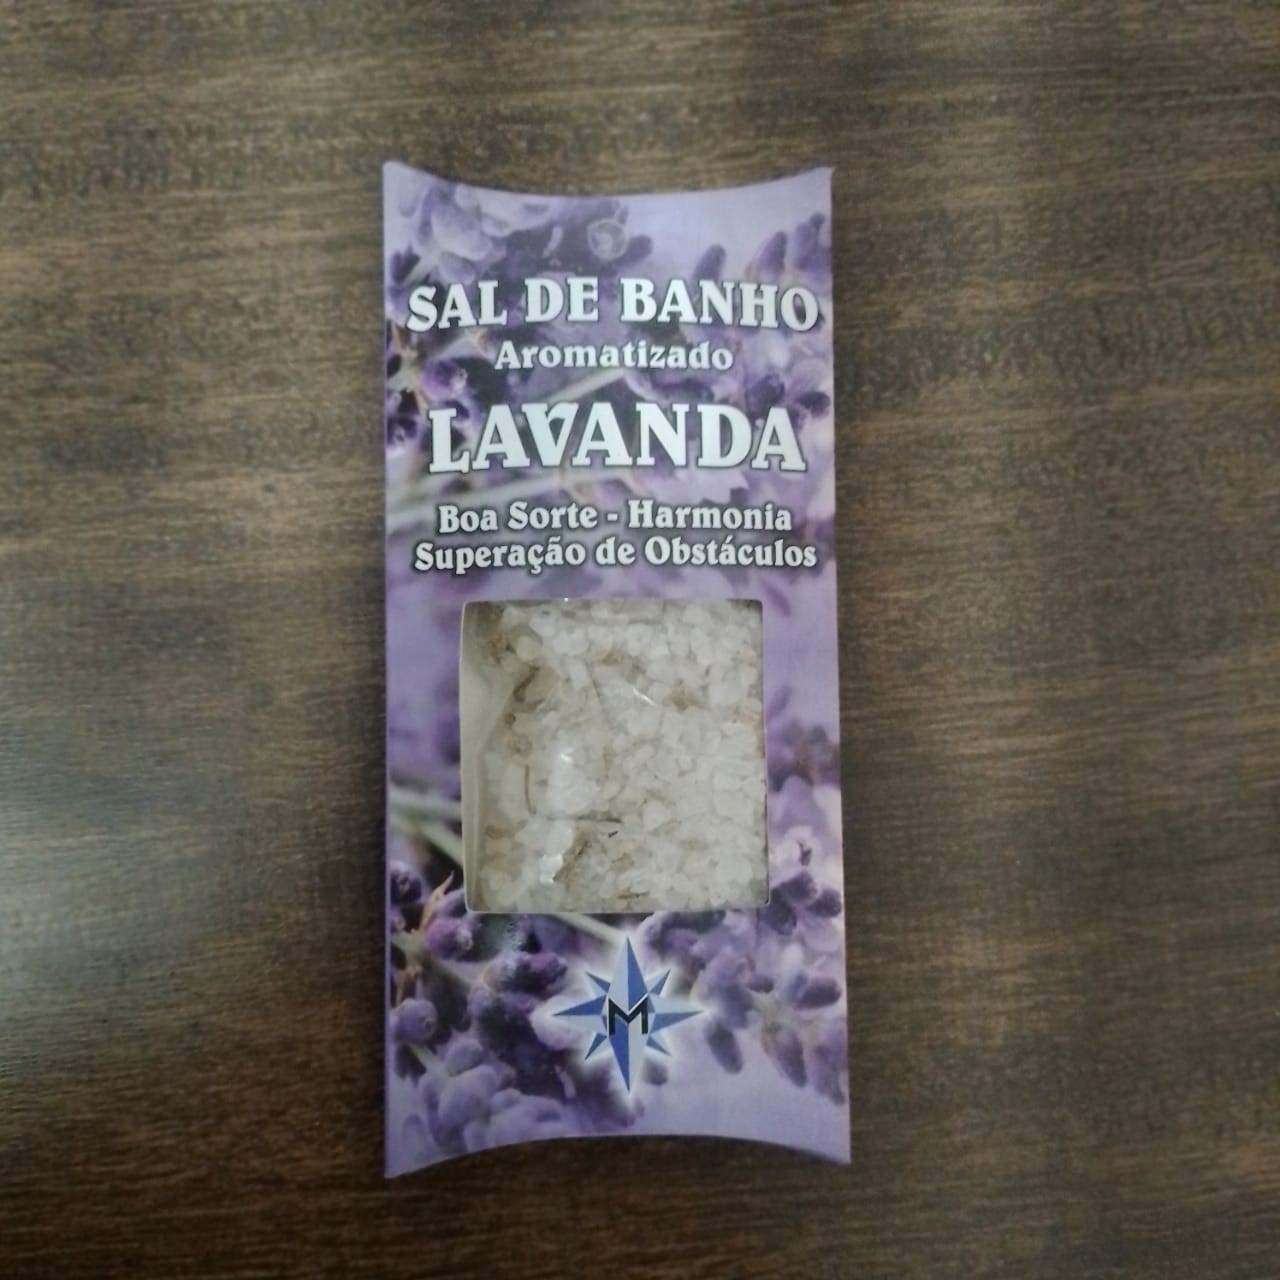 SAL DE BANHO
Aromatizado
LAVANDA
Boa Sorte - Harmonia
Superação de Obstáculos
M